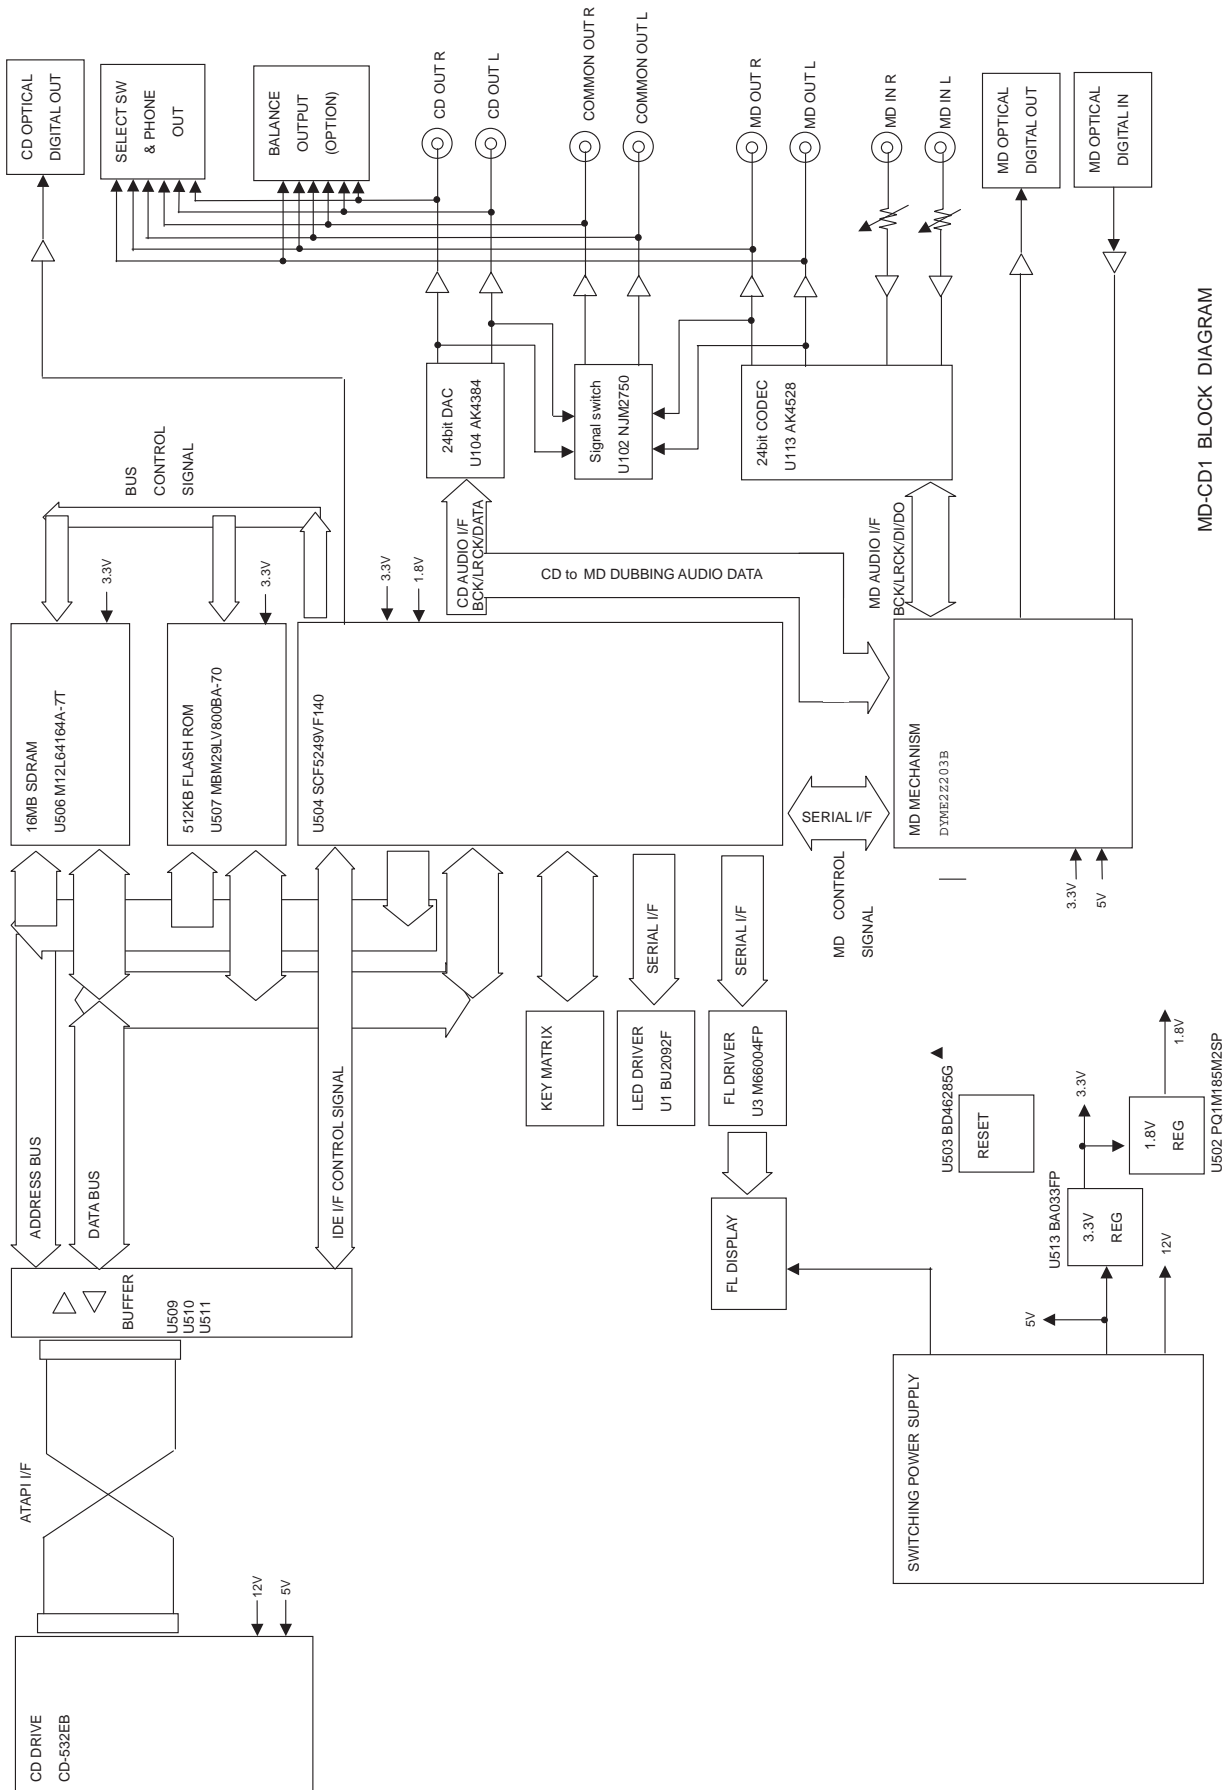 CD DRIVE
CD-532EB
12V
5V
ATAPI I/F
BUFFER
U509
U510
U511
ADDRESS BUS
DATA BUS
IDE I/F CONTROL SIGNAL
16MB SDRAM
U506 M12L64164A-7T
3.3V
512KB FLASH ROM
U507 MBM29LV800BA-70
3.3V
BUS
CONTROL
SIGNAL
U504 SCF5249VF140
3.3V
1.8V
CD AUDIO I/F
BCK/LRCK/DATA
CD to MD DUBBING AUDIO DATA
KEY MATRIX
LED DRIVER
U1 BU2092F
SERIAL I/F
FL DRIVER
U3 M66004FP
SERIAL I/F
FL DISPLAY
MD CONTROL
SIGNAL
SERIAL I/F
MD MECHANISM
DYME2Z203B
3.3V
5V
MD AUDIO I/F
BCK/LRCK/DI/DO
24bit DAC
U104 AK4384
Signal switch
U102 NJM2750
24bit CODEC
U113 AK4528
CD OPTICAL
DIGITAL OUT
SELECT SW
& PHONE
OUT
BALANCE
OUTPUT
(OPTION)
CD OUT R
CD OUT L
COMMON OUT R
COMMON OUT L
MD OUT R
MD OUT L
MD IN R
MD IN L
MD OPTICAL
DIGITAL OUT
MD OPTICAL
DIGITAL IN
SWITCHING POWER SUPPLY
5V
12V
U513 BA033FP
3.3V
REG
3.3V
U503 BD46285G
RESET
1.8V
REG
1.8V
U502 PQ1M185M2SP
MD-CD1 BLOCK DIAGRAM